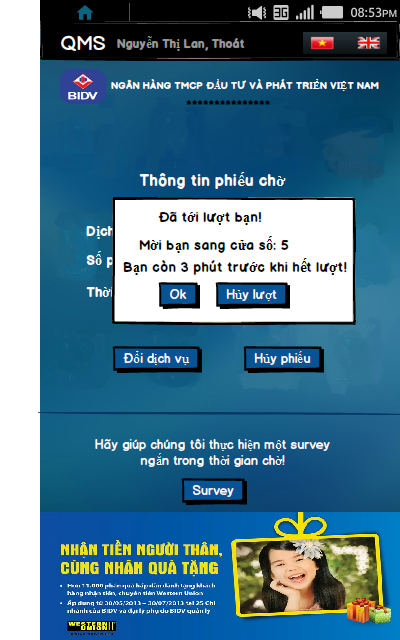 3G 08:53PM
QMS Nguyễn Thị Lan, Thoát
BIDV
NGÂN HÀNG TMCP ĐẦU TƯ VÀ PHÁT TRIỂN VIỆT NAM
Thông tin phiếu chờ
Đã tới lượt bạn!
Dịch
Mời bạn sang cửa số: 5
Số p
Bạn còn 3 phút trước khi hết lượt!
Thời
Ok Hủy lượt
Đổi dịch vụ Hủy phiếu
Hãy giúp chúng tôi thực hiện một survey
ngắn trong thời gian chờ!
Survey
NHẬN TIỀN NGƯỜI THÂN,
CÙNG NHẬN QUÀ TẶNG
Hơn 11.000 phần quà hấp dẫn dành tặng khách
hàng nhận tiền, chuyển tiền Western Union
Áp dụng từ 30/05/2013 – 30/07/2013 tại 25 Chi
nhánh của BIDV và đại lý phụ do BIDV quản lý
WESTERN
UNION